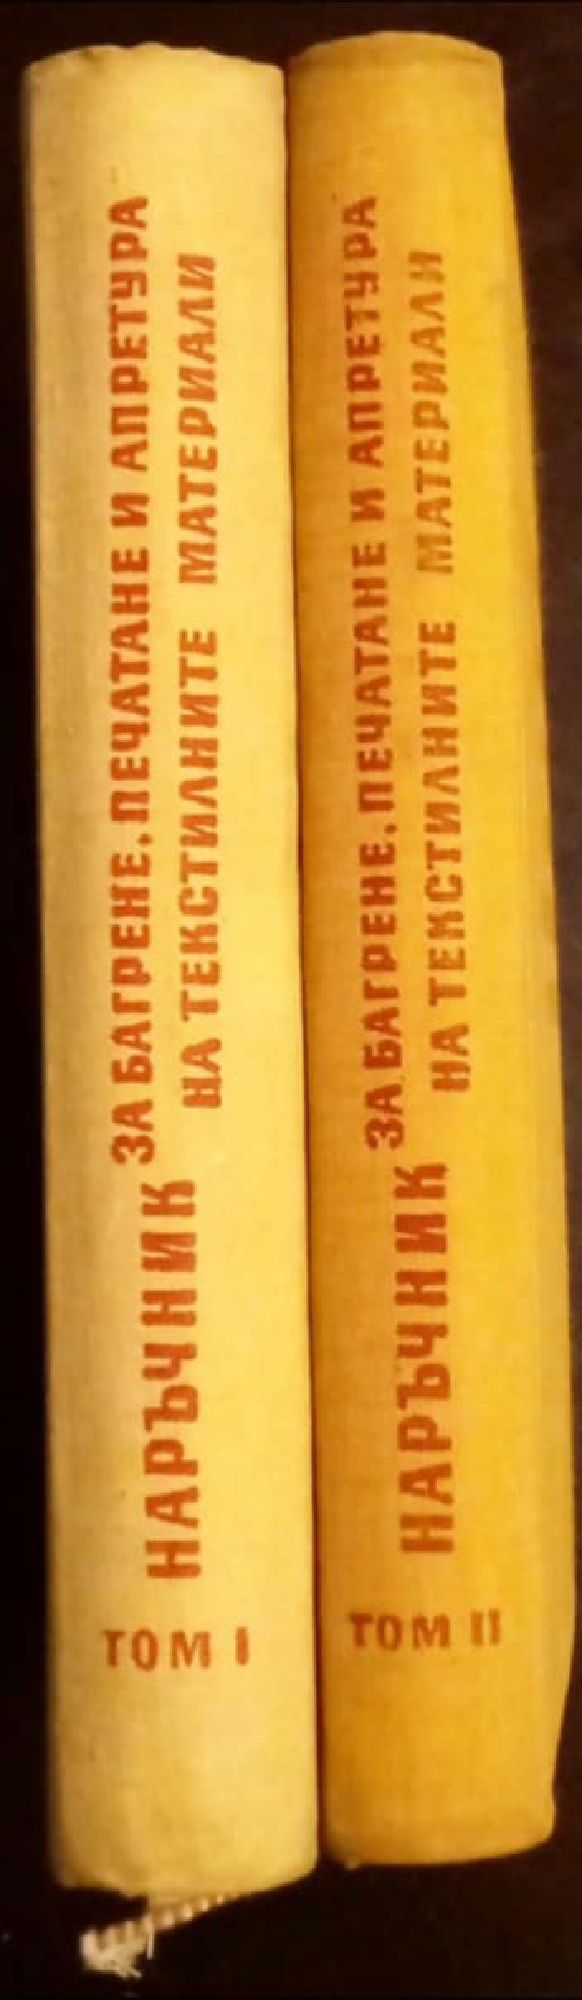 НАРЪЧНИК
ЗА БАГРЕНЕ, ПЕЧАТАНЕ И АПРЕТУРА
НА ТЕКСТИЛНИТЕ МАТЕРИАЛИ
ТОМ I
НАРЪЧНИК
ЗА БАГРЕНЕ, ПЕЧАТАНЕ И АПРЕТУРА
НА ТЕКСТИЛНИТЕ МАТЕРИАЛИ
ТОМ II